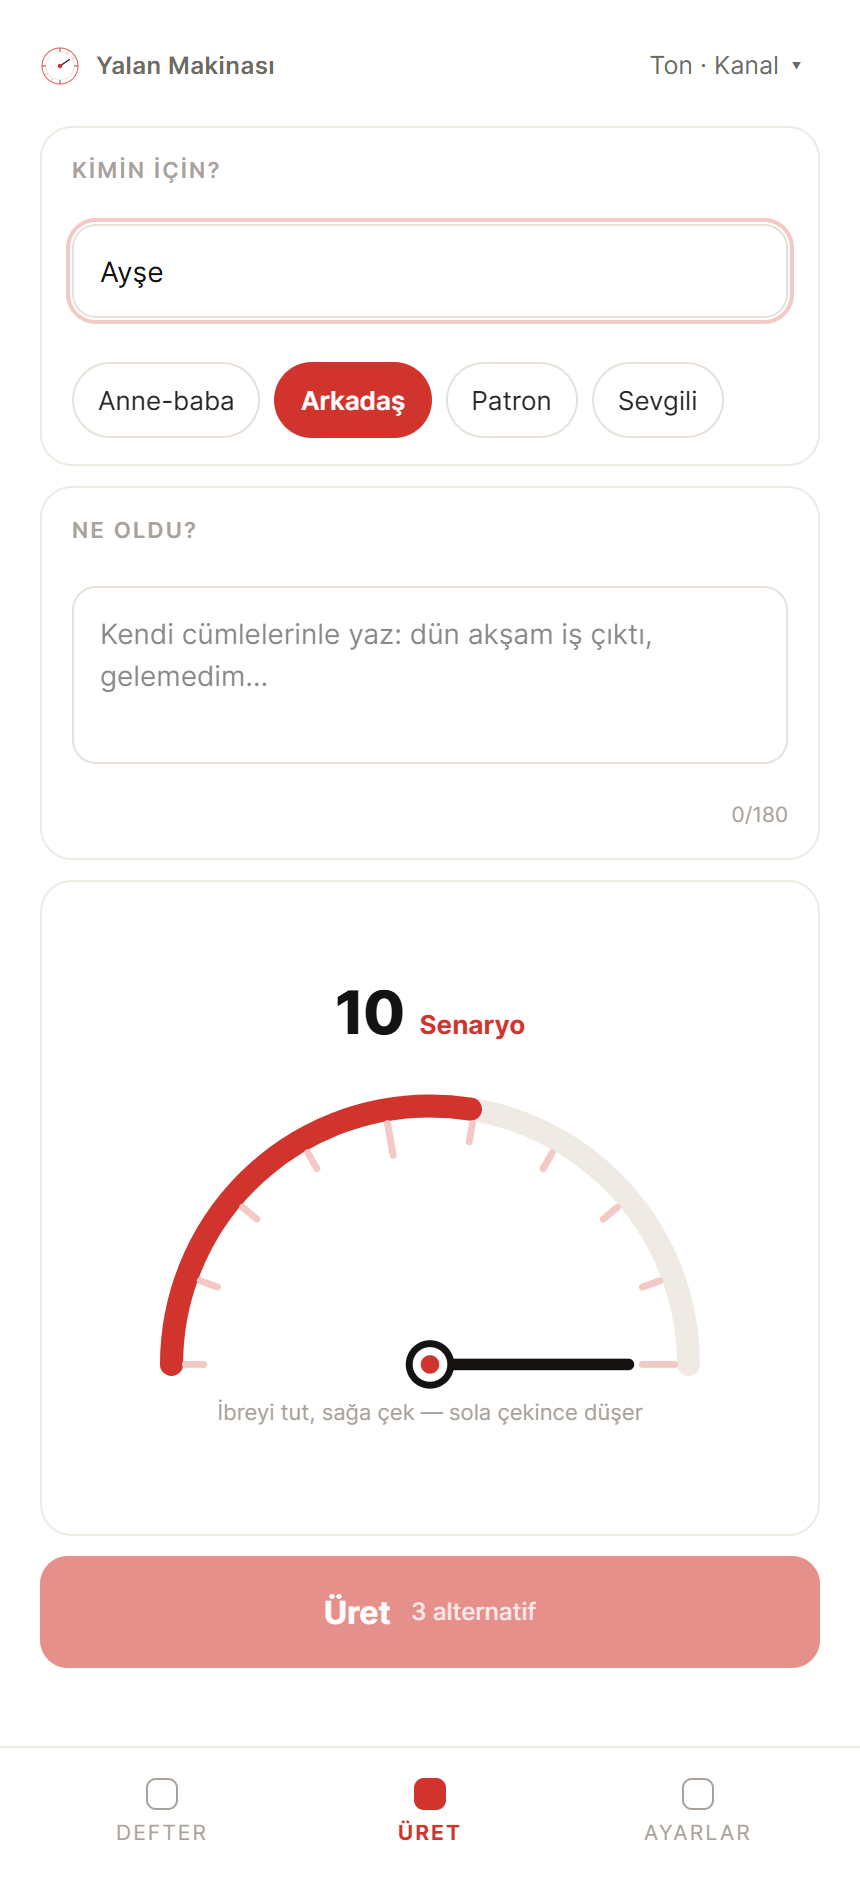 Yalan Makinası
Ton · Kanal ▼
KİMİN İÇİN?
Ayşe
Anne-baba
Arkadaş
Patron
Sevgili
NE OLDU?
Kendi cümlelerinle yaz: dün akşam iş çıktı,
gelemedim...
0/180
10 Senaryo
İbreyi tut, sağa çek — sola çekince düşer
Üret 3 alternatif
DEFTER
ÜRET
AYARLAR